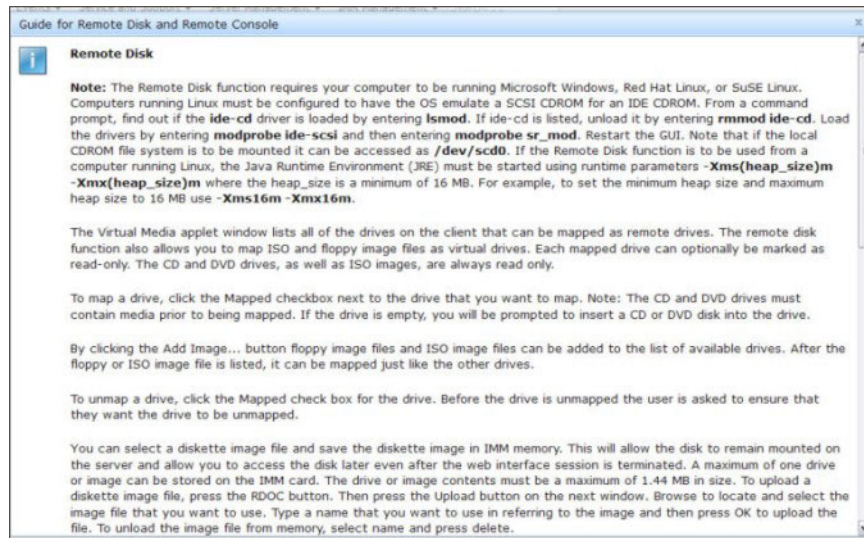 Guide for Remote Disk and Remote Console
Remote Disk
Note: The Remote Disk function requires your computer to be running Microsoft Windows, Red Hat Linux, or SuSE Linux.
Computers running Linux must be configured to have the OS emulate a SCSI CDROM for an IDE CDROM. From a command
prompt, find out if the ide-cd driver is loaded by entering lsmod. If ide-cd is listed, unload it by entering rmmod ide-cd. Load
the drivers by entering modprobe ide-scsi and then entering modprobe sr_mod. Restart the GUI. Note that if the local
CDROM file system is to be mounted it can be accessed as /dev/scd0. If the Remote Disk function is to be used from a
computer running Linux, the Java Runtime Environment (JRE) must be started using runtime parameters -Xms(heap_size)m
-Xmx(heap_size)m where the heap_size is a minimum of 16 MB. For example, to set the minimum heap size and maximum
heap size to 16 MB use -Xms16m -Xmx16m.
The Virtual Media applet window lists all of the drives on the client that can be mapped as remote drives. The remote disk
function also allows you to map ISO and floppy image files as virtual drives. Each mapped drive can optionally be marked as
read-only. The CD and DVD drives, as well as ISO images, are always read only.
To map a drive, click the Mapped checkbox next to the drive that you want to map. Note: The CD and DVD drives must
contain media prior to being mapped. If the drive is empty, you will be prompted to insert a CD or DVD disk into the drive.
By clicking the Add Image... button floppy image files and ISO image files can be added to the list of available drives. After the
floppy or ISO image file is listed, it can be mapped just like the other drives.
To unmap a drive, click the Mapped check box for the drive. Before the drive is unmapped the user is asked to ensure that
they want the drive to be unmapped.
You can select a diskette image file and save the diskette image in IMM memory. This will allow the disk to remain mounted on
the server and allow you to access the disk later even after the web interface session is terminated. A maximum of one drive
or image can be stored on the IMM card. The drive or image contents must be a maximum of 1.44 MB in size. To upload a
diskette image file, press the RDOC button. Then press the Upload button on the next window. Browse to locate and select the
image file that you want to use. Type a name that you want to use in referring to the image and then press OK to upload the
file. To unload the image file from memory, select name and press delete.